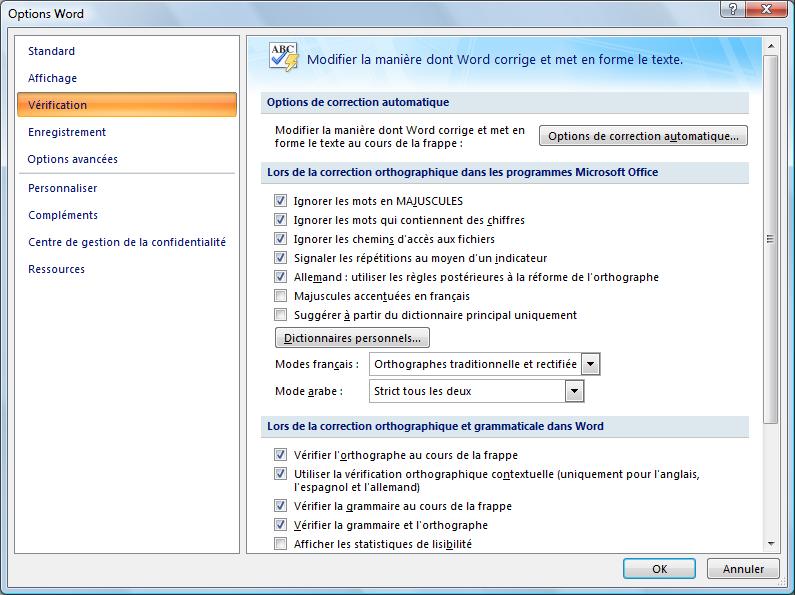 Options Word
?
Standard
Affichage
Vérification
Enregistrement
Options avancées
Personnaliser
Compléments
Centre de gestion de la confidentialité
Ressources
ABC
Modifier la manière dont Word corrige et met en forme le texte.
Options de correction automatique
Modifier la manière dont Word corrige et met en
forme le texte au cours de la frappe :
Options de correction automatique...
Lors de la correction orthographique dans les programmes Microsoft Office
Ignorer les mots en MAJUSCULES
Ignorer les mots qui contiennent des chiffres
Ignorer les chemins d'accès aux fichiers
Signaler les répétitions au moyen d'un indicateur
Allemand : utiliser les règles postérieures à la réforme de l'orthographe
Majuscules accentuées en français
Suggérer à partir du dictionnaire principal uniquement
Dictionnaires personnels...
Modes français : Orthographes traditionnelle et rectifiée
Mode arabe : Strict tous les deux
Lors de la correction orthographique et grammaticale dans Word
Vérifier l'orthographe au cours de la frappe
Utiliser la vérification orthographique contextuelle (uniquement pour l'anglais,
l'espagnol et l'allemand)
Vérifier la grammaire au cours de la frappe
Vérifier la grammaire et l'orthographe
Afficher les statistiques de lisibilité
OK
Annuler